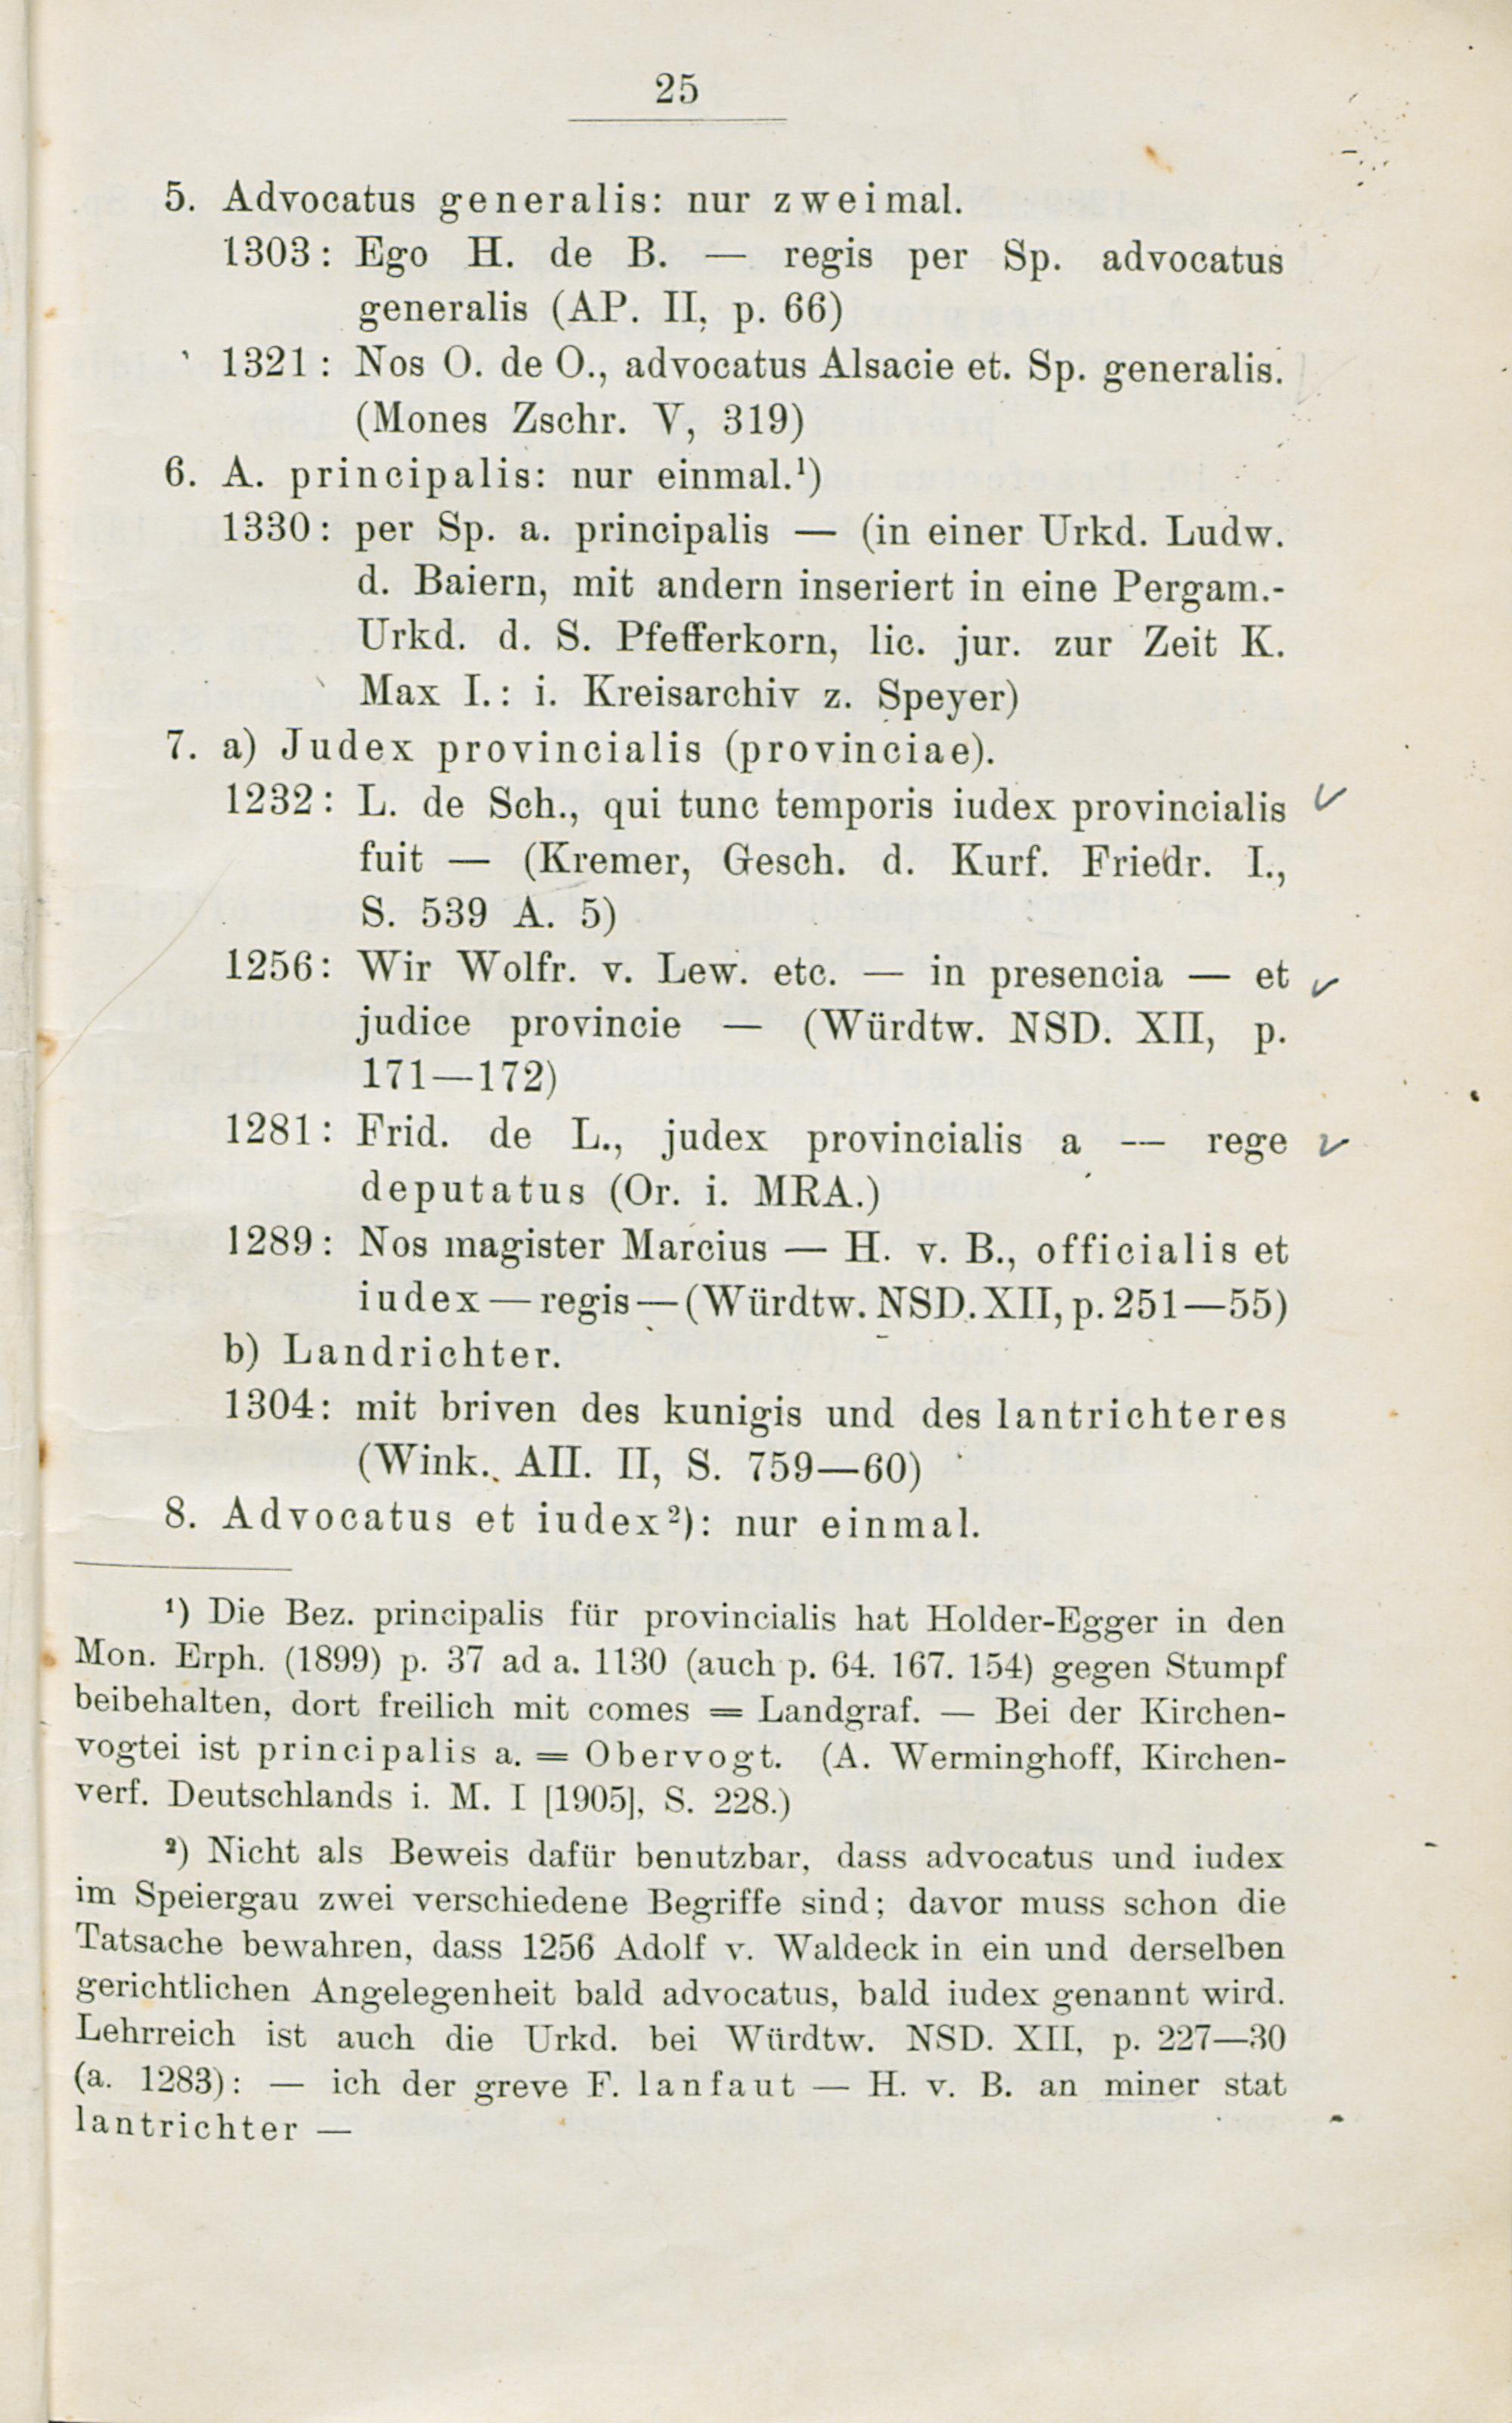 25
5. Advocatus generalis: nur zweimal.
1303: Ego H. de B. — regis per Sp. advocatus
generalis (AP. II, p. 66)
1321: Nos O. de O., advocatus Alsacie et. Sp. generalis.
(Mones Zschr. V, 319)
6. A. principalis: nur einmal.¹)
1330: per Sp. a. principalis — (in einer Urkd. Ludw.
d. Baiern, mit andern inseriert in eine Pergam.-
Urkd. d. S. Pfefferkorn, lic. jur. zur Zeit K.
Max I.: i. Kreisarchiv z. Speyer)
7. a) Judex provincialis (provinciae).
1232: L. de Sch., qui tunc temporis iudex provincialis
fuit — (Kremer, Gesch. d. Kurf. Friedr. I.,
S. 539 A. 5)
1256: Wir Wolfr. v. Lew. etc. — in presencia — et
judice provincie — (Würdtw. NSD. XII, p.
171—172)
1281: Frid. de L., judex provincialis a — rege
deputatus (Or. i. MRA.)
1289: Nos magister Marcius — H. v. B., officialis et
iudex — regis — (Würdtw. NSD. XII, p. 251—55)
b) Landrichter.
1304: mit briven des kunigis und des lantrichteres
(Wink. AII. II, S. 759—60)
8. Advocatus et iudex²): nur einmal.
¹) Die Bez. principalis für provincialis hat Holder-Egger in den
Mon. Erph. (1899) p. 37 ad a. 1130 (auch p. 64. 167. 154) gegen Stumpf
beibehalten, dort freilich mit comes = Landgraf. — Bei der Kirchen-
vogtei ist principalis a. = Obervogt. (A. Werminghoff, Kirchen-
verf. Deutschlands i. M. I [1905], S. 228.)
²) Nicht als Beweis dafür benutzbar, dass advocatus und iudex
im Speiergau zwei verschiedene Begriffe sind; davor muss schon die
Tatsache bewahren, dass 1256 Adolf v. Waldeck in ein und derselben
gerichtlichen Angelegenheit bald advocatus, bald iudex genannt wird.
Lehrreich ist auch die Urkd. bei Würdtw. NSD. XII, p. 227—30
(a. 1283): — ich der greve F. lanfaut — H. v. B. an miner stat
lantrichter —